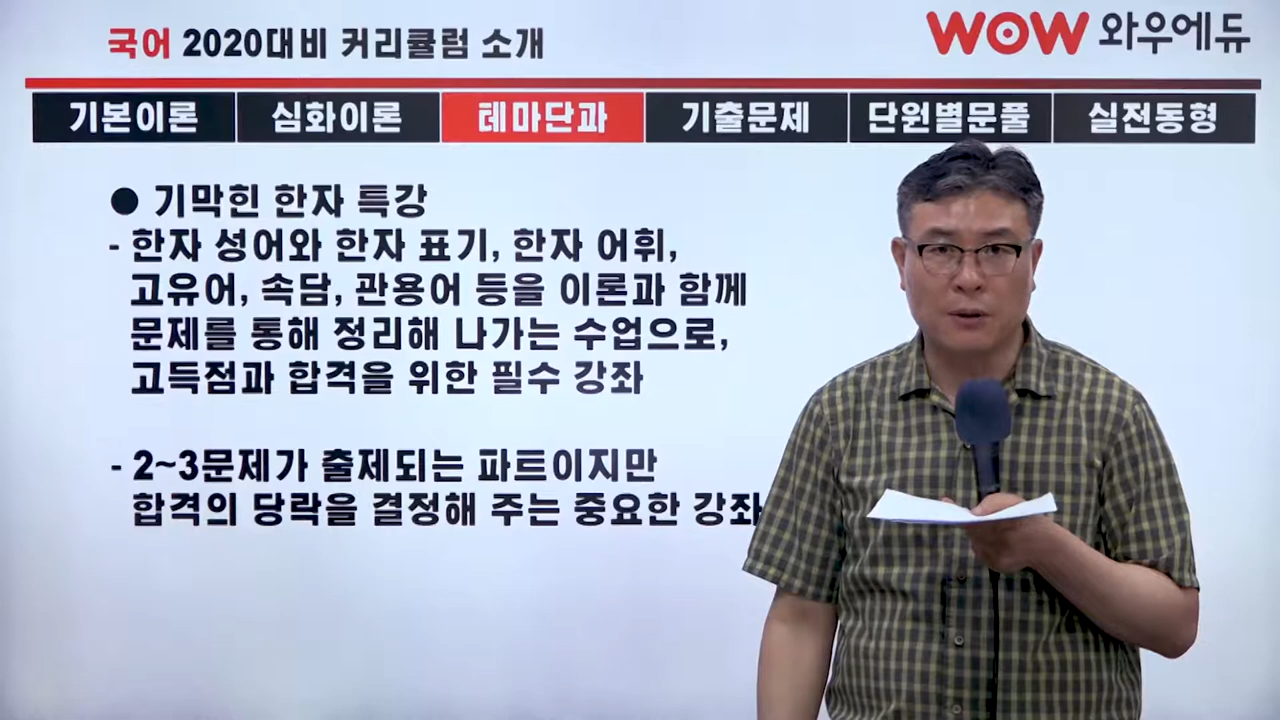 국어 2020대비 커리큘럼 소개
WOW 와우에듀
기본이론 심화이론 테마단과 기출문제 단원별문풀 실전동형
● 기막힌 한자 특강
- 한자 성어와 한자 표기, 한자 어휘,
고유어, 속담, 관용어 등을 이론과 함께
문제를 통해 정리해 나가는 수업으로,
고득점과 합격을 위한 필수 강좌
- 2~3문제가 출제되는 파트이지만
합격의 당락을 결정해 주는 중요한 강좌